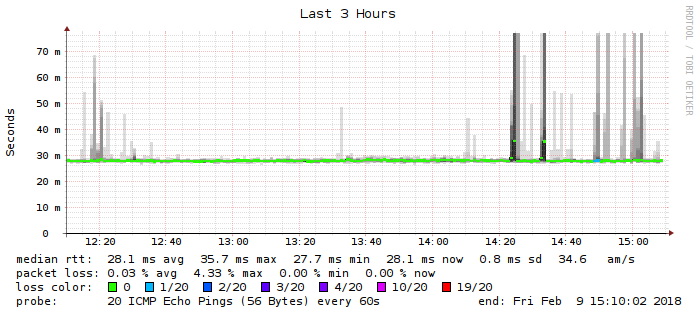 Last 3 Hours
RRDTOOL / TOBI OETIKER
Seconds
70 m
60 m
50 m
40 m
30 m
20 m
10 m
0
12:20 12:40 13:00 13:20 13:40 14:00 14:20 14:40 15:00
median rtt: 28.1 ms avg 35.7 ms max 27.7 ms min 28.1 ms now 0.8 ms sd 34.6 am/s
packet loss: 0.03 % avg 4.33 % max 0.00 % min 0.00 % now
loss color: 0 1/20 2/20 3/20 4/20 10/20 19/20
probe: 20 ICMP Echo Pings (56 Bytes) every 60s end: Fri Feb 9 15:10:02 2018